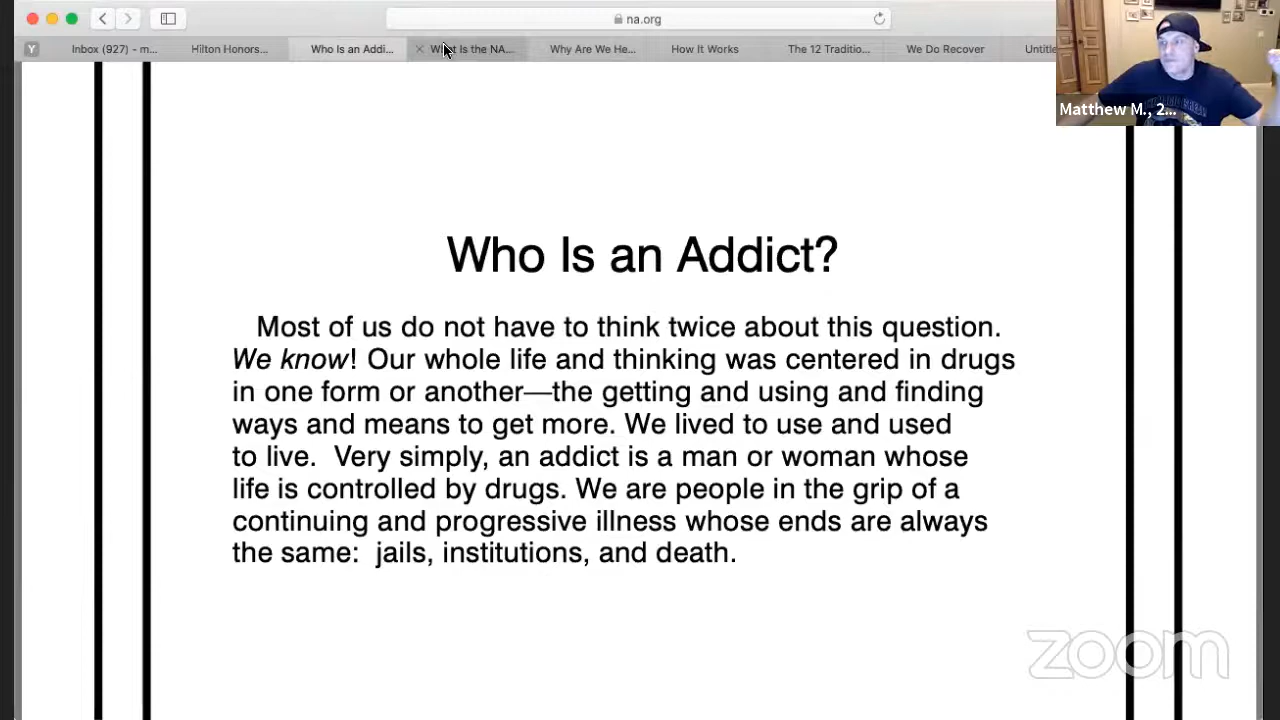 na.org
Y
Inbox (927) - m...
Hilton Honors...
Who Is an Addi...
What Is the NA...
Why Are We He...
How It Works
The 12 Traditio...
We Do Recover
Untitle
Matthew M., 2...
Who Is an Addict?
Most of us do not have to think twice about this question.
We know! Our whole life and thinking was centered in drugs
in one form or another—the getting and using and finding
ways and means to get more. We lived to use and used
to live.  Very simply, an addict is a man or woman whose
life is controlled by drugs. We are people in the grip of a
continuing and progressive illness whose ends are always
the same:  jails, institutions, and death.
zoom